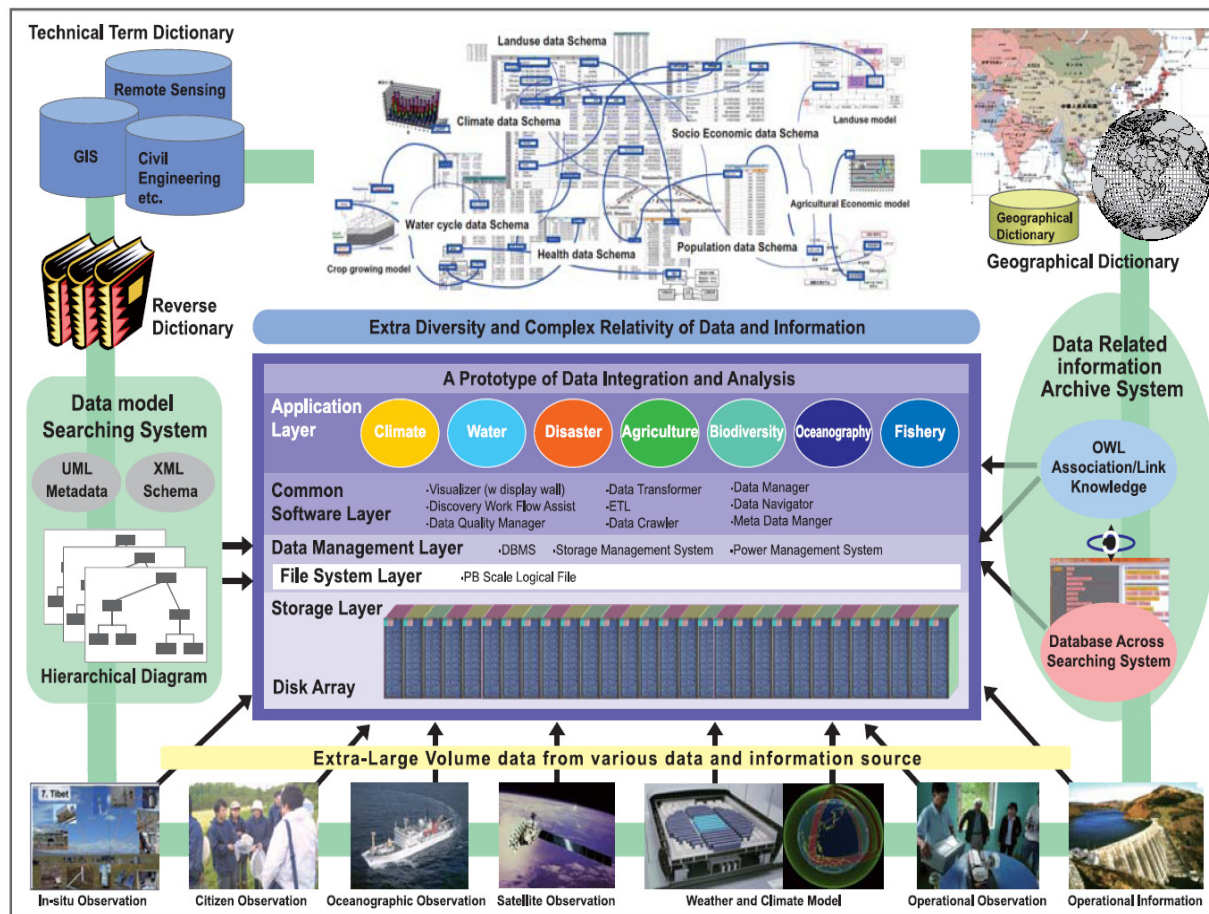 Technical Term Dictionary
Remote Sensing
GIS
Civil
Engineering
etc.
Reverse
Dictionary
Landuse data Schema
Climate data Schema
Socio Economic data Schema
Landuse model
Water cycle data Schema
Agricultural Economic model
Crop growing model
Health data Schema
Population data Schema
Geographical
Dictionary
Geographical Dictionary
Extra Diversity and Complex Relativity of Data and Information
Data model
Searching System
UML
Metadata
XML
Schema
Hierarchical Diagram
A Prototype of Data Integration and Analysis
Application
Layer
Climate
Water
Disaster
Agriculture
Biodiversity
Oceanography
Fishery
Common
Software Layer
·Visualizer (w display wall)
·Discovery Work Flow Assist
·Data Quality Manager
·Data Transformer
·ETL
·Data Crawler
·Data Manager
·Data Navigator
·Meta Data Manger
Data Management Layer
·DBMS
·Storage Management System
·Power Management System
File System Layer
·PB Scale Logical File
Storage Layer
Disk Array
Data Related
information
Archive System
OWL
Association/Link
Knowledge
Database Across
Searching System
Extra-Large Volume data from various data and information source
7. Tibet
In-situ Observation
Citizen Observation
Oceanographic Observation
Satellite Observation
Weather and Climate Model
Operational Observation
Operational Information